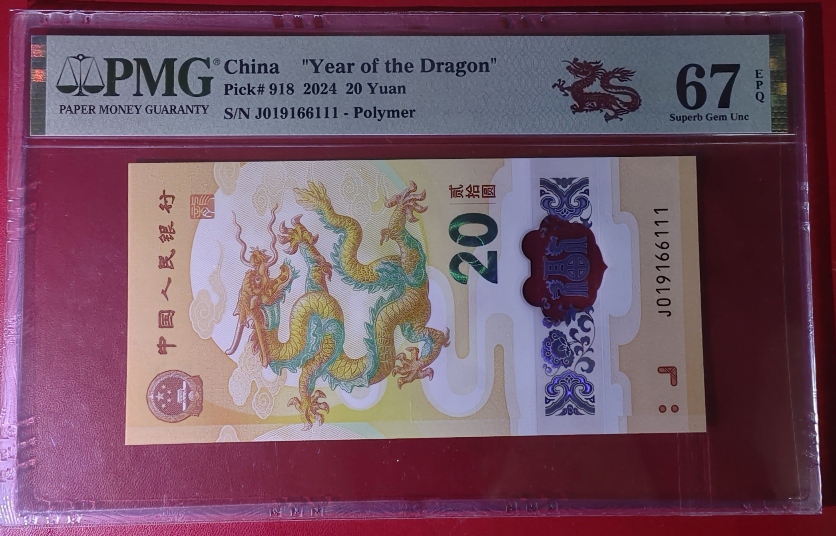 PMG®
PAPER MONEY GUARANTY
China "Year of the Dragon"
Pick# 918 2024 20 Yuan
S/N J019166111 - Polymer
67
EPQ
Superb Gem Unc
中国人民银行
贰拾圆
20
福
J019166111